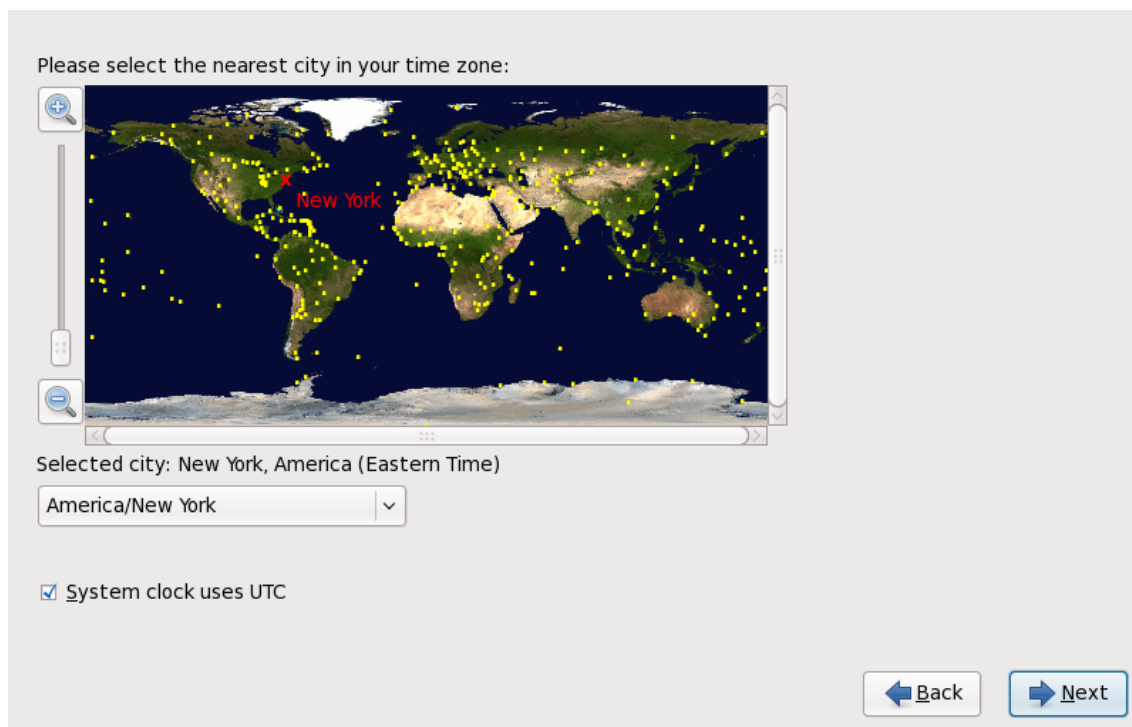 Please select the nearest city in your time zone:
New York
Selected city: New York, America (Eastern Time)
America/New York
System clock uses UTC
Back
Next